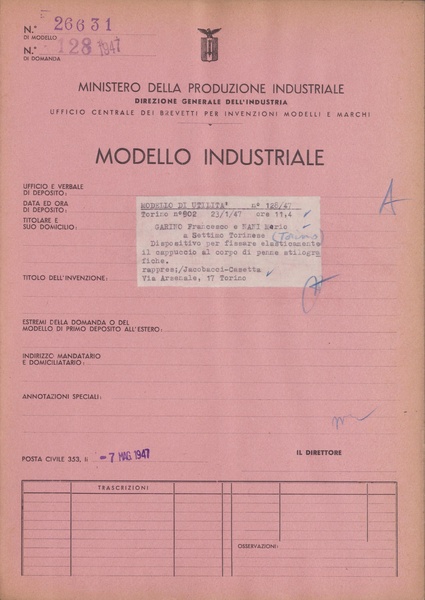 N.° 26631
DI MODELLO
N.° 128 1947
DI DOMANDA
MINISTERO DELLA PRODUZIONE INDUSTRIALE
DIREZIONE GENERALE DELL'INDUSTRIA
UFFICIO CENTRALE DEI BREVETTI PER INVENZIONI MODELLI E MARCHI
MODELLO INDUSTRIALE
UFFICIO E VERBALE
DI DEPOSITO:
DATA ED ORA
DI DEPOSITO:
TITOLARE E
SUO DOMICILIO:
MODELLO DI UTILITA' n° 128/47
Torino n°802 23/1/47 ore 11.4
GARINO Francesco e NANI Mario
a Settimo Torinese (Torino)
Dispositivo per fissare elasticamente
il cappuccio al corpo di penne stilogra
fiche.
rappres;/Jacobacci-Casetta
Via Arsenale, 17 Torino
A
TITOLO DELL'INVENZIONE:
ESTREMI DELLA DOMANDA O DEL
MODELLO DI PRIMO DEPOSITO ALL'ESTERO:
INDIRIZZO MANDATARIO
E DOMICILIATARIO:
ANNOTAZIONI SPECIALI:
POSTA CIVILE 353, li -7 MAG. 1947
IL DIRETTORE
TRASCRIZIONI
OSSERVAZIONI: